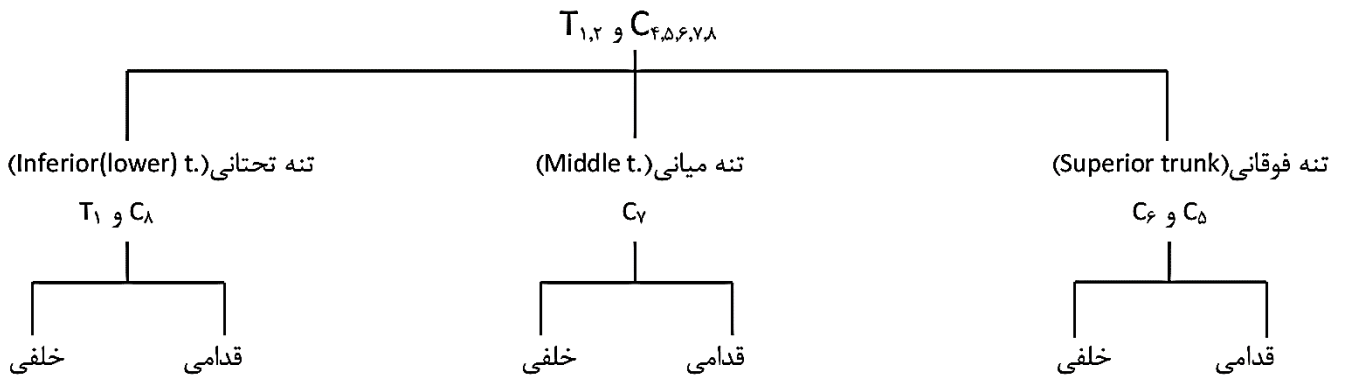 C۴,۵,۶,۷,۸ و T۱,۲
تنه فوقانی(Superior trunk)
تنه میانی(Middle t.)
تنه تحتانی(Inferior(lower) t.)
C۵ و C۶
C۷
C۸ و T۱
قدامی
خلفی
قدامی
خلفی
قدامی
خلفی